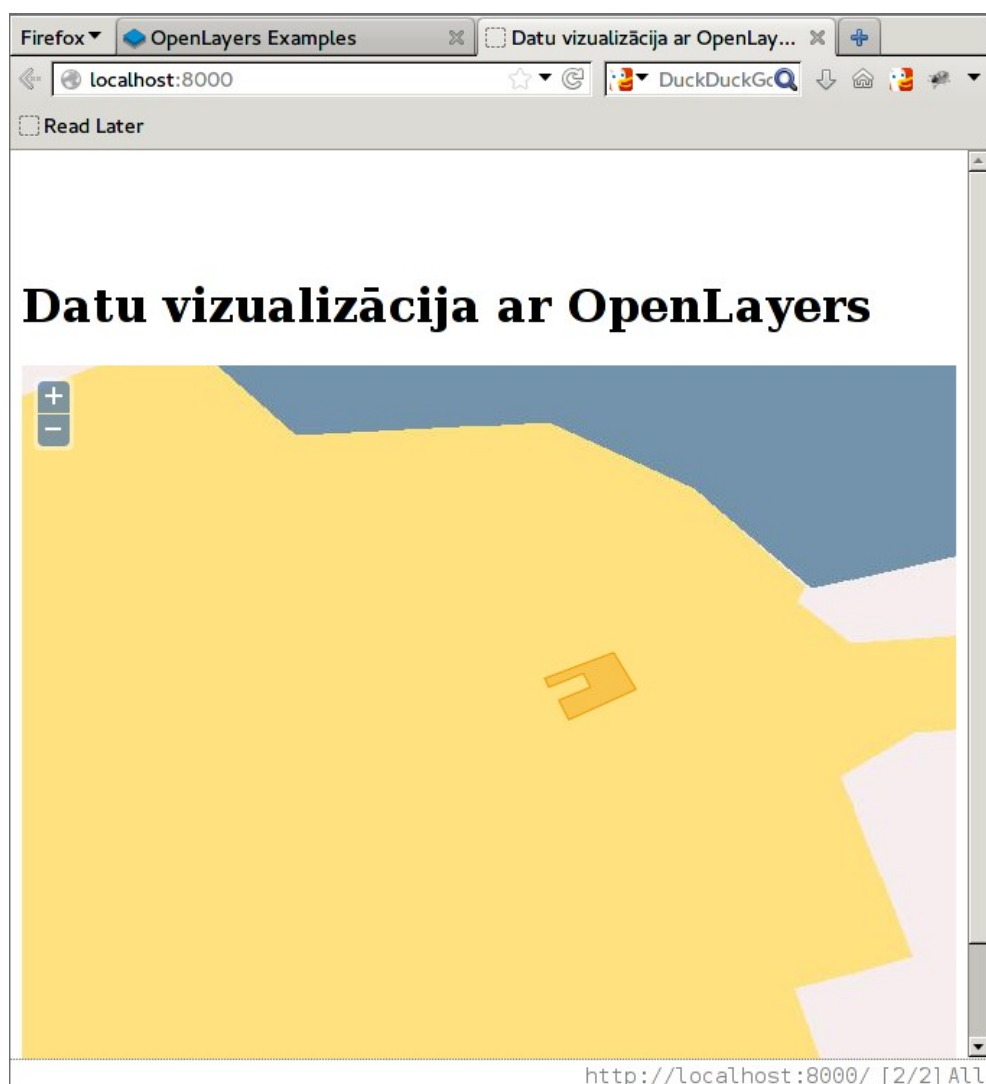 Firefox OpenLayers Examples Datu vizualizācija ar OpenLay...
localhost:8000 DuckDuckGo
Read Later
Datu vizualizācija ar OpenLayers
+
−
http://localhost:8000/ [2/2] All